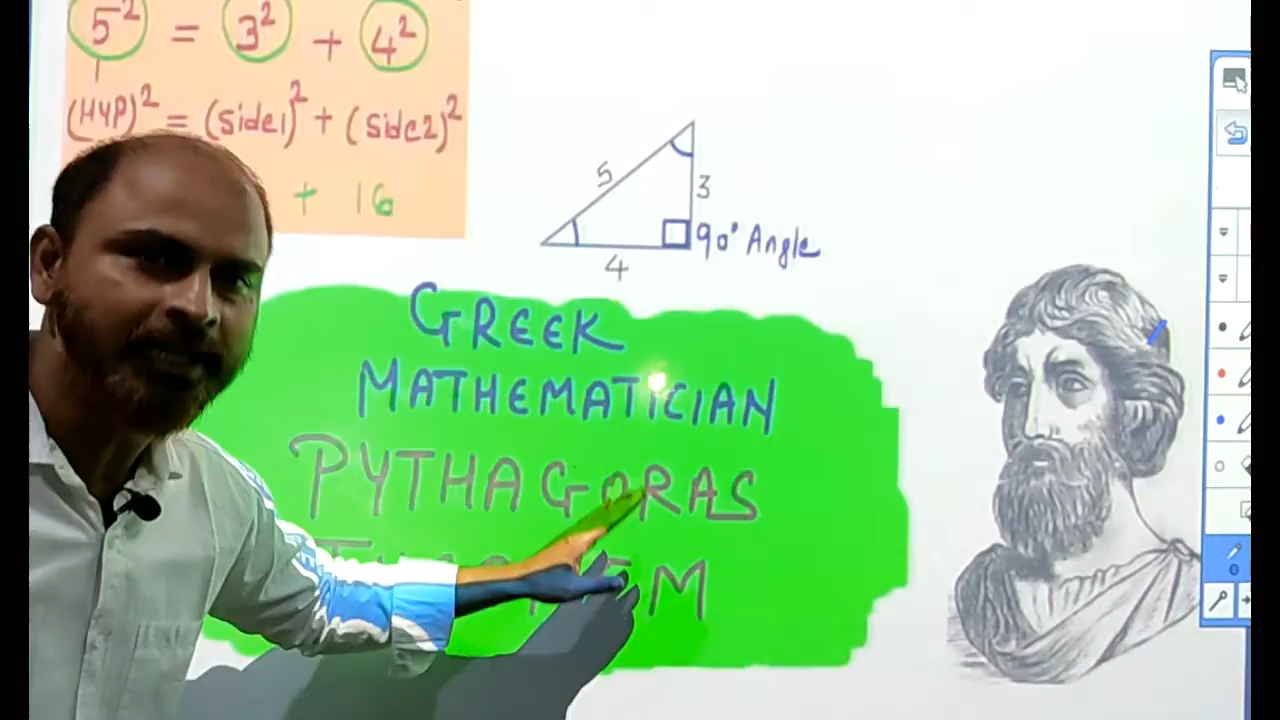 5² = 3² + 4²
(HYP)² = (Side1)² + (Side2)²
+ 16
5
3
90° Angle
4
GREEK
MATHEMATICIAN
PYTHAGORAS